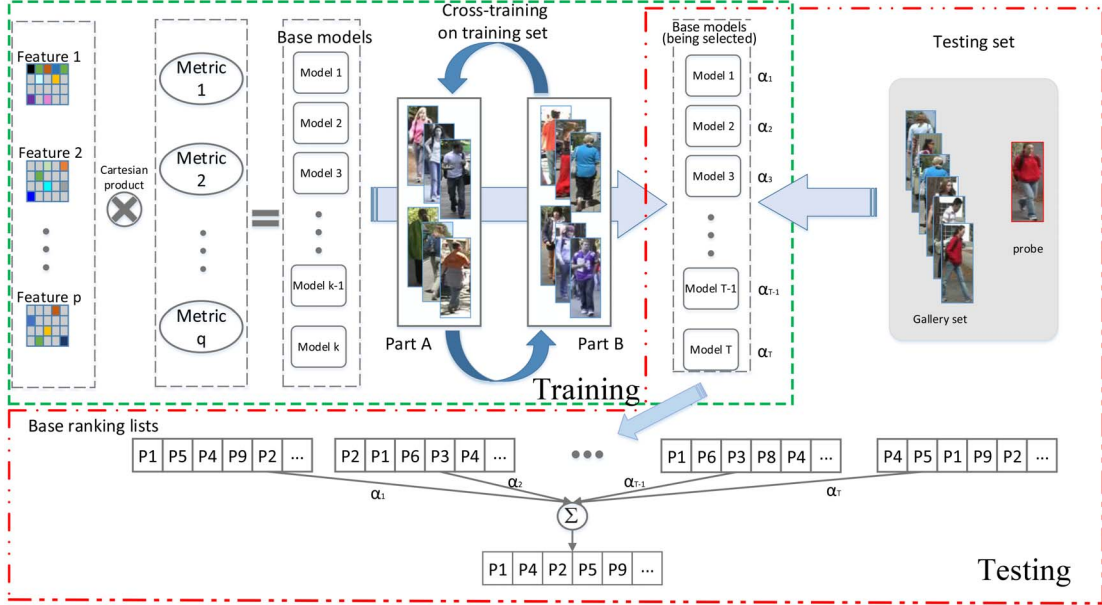 Cross-training
on training set
Base models
(being selected)
Testing set
Feature 1
Feature 2
Feature p
Cartesian
product
Metric
1
Metric
2
Metric
q
Base models
Model 1
Model 2
Model 3
Model k-1
Model k
Part A
Part B
Model 1 α1
Model 2 α2
Model 3 α3
Model T-1 αT-1
Model T αT
probe
Gallery set
Training
Base ranking lists
P1 P5 P4 P9 P2 ...
P2 P1 P6 P3 P4 ...
P1 P6 P3 P8 P4 ...
P4 P5 P1 P9 P2 ...
α1
α2
αT-1
αT
Σ
P1 P4 P2 P5 P9 ...
Testing